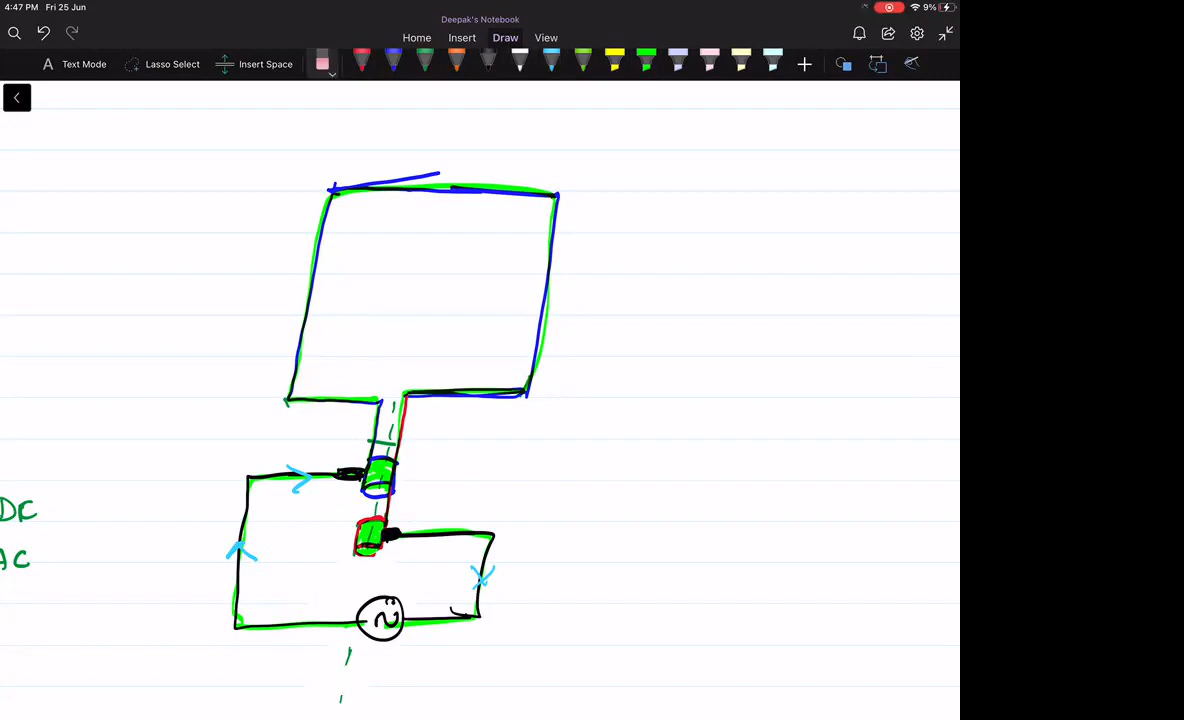 4:47 PM Fri 25 Jun
9%
Deepak's Notebook
Home Insert Draw View
A Text Mode Lasso Select Insert Space
DC
AC